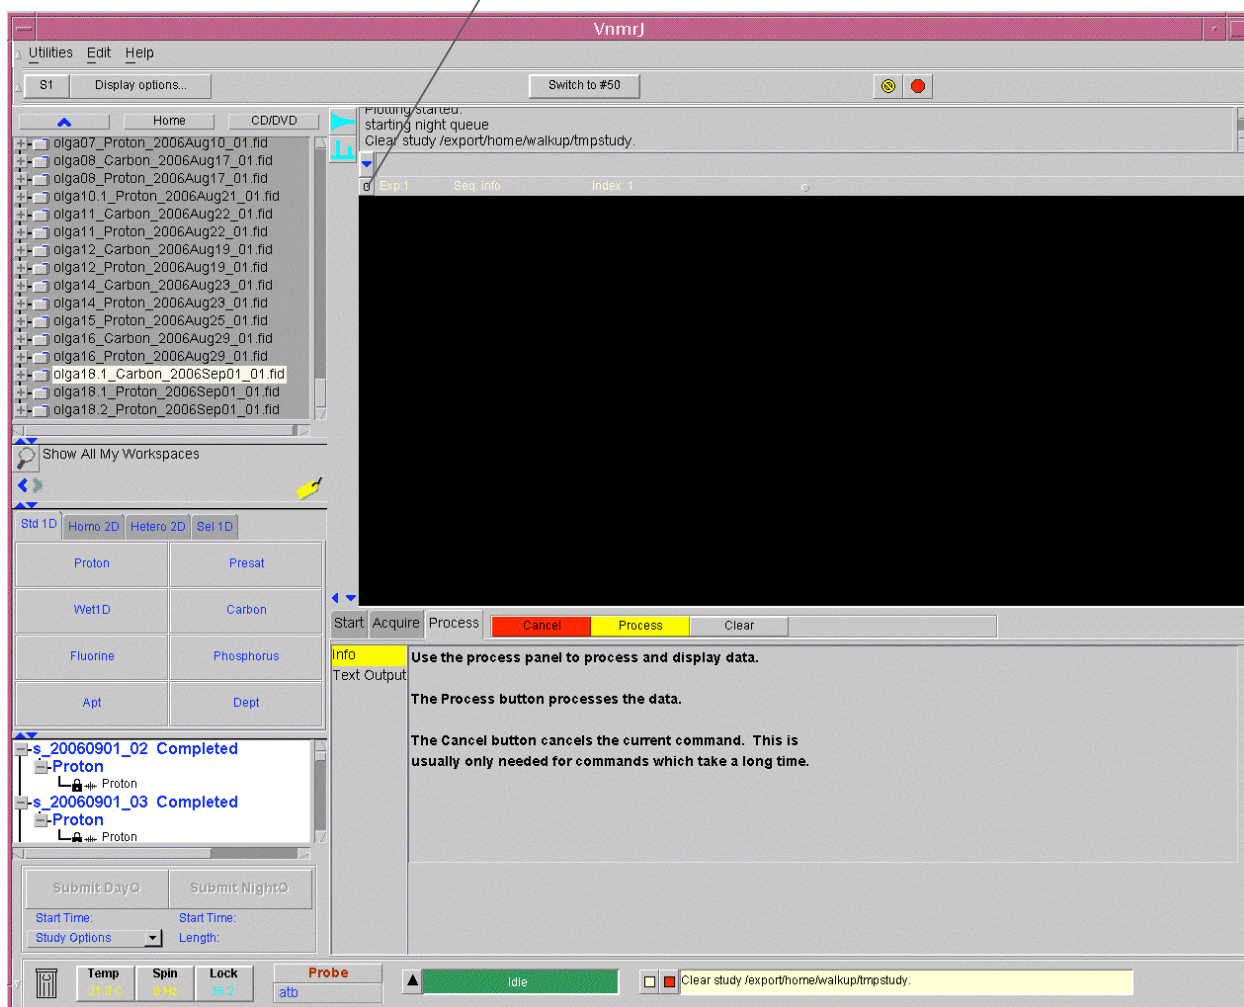 VnmrJ
Utilities Edit Help
S1 Display options... Switch to #50
Home CD/DVD
Plotting started.
starting night queue
Clear study /export/home/walkup/tmpstudy.
Exp:1 Seq: info Index: 1
olga07_Proton_2006Aug10_01.fid
olga08_Carbon_2006Aug17_01.fid
olga08_Proton_2006Aug17_01.fid
olga10.1_Proton_2006Aug21_01.fid
olga11_Carbon_2006Aug22_01.fid
olga11_Proton_2006Aug22_01.fid
olga12_Carbon_2006Aug19_01.fid
olga12_Proton_2006Aug19_01.fid
olga14_Carbon_2006Aug23_01.fid
olga14_Proton_2006Aug23_01.fid
olga15_Proton_2006Aug25_01.fid
olga16_Carbon_2006Aug29_01.fid
olga16_Proton_2006Aug29_01.fid
olga18.1_Carbon_2006Sep01_01.fid
olga18.1_Proton_2006Sep01_01.fid
olga18.2_Proton_2006Sep01_01.fid
Show All My Workspaces
Std 1D Homo 2D Hetero 2D Sel 1D
Proton Presat
Wet1D Carbon
Fluorine Phosphorus
Apt Dept
s_20060901_02 Completed
Proton
Proton
s_20060901_03 Completed
Proton
Proton
Submit DayQ Submit NightQ
Start Time: Start Time:
Study Options Length:
Start Acquire Process Cancel Process Clear
Info
Text Output
Use the process panel to process and display data.
The Process button processes the data.
The Cancel button cancels the current command. This is
usually only needed for commands which take a long time.
Temp Spin Lock Probe
21.8 C 0 Hz 36.2 atb
Idle
Clear study /export/home/walkup/tmpstudy.